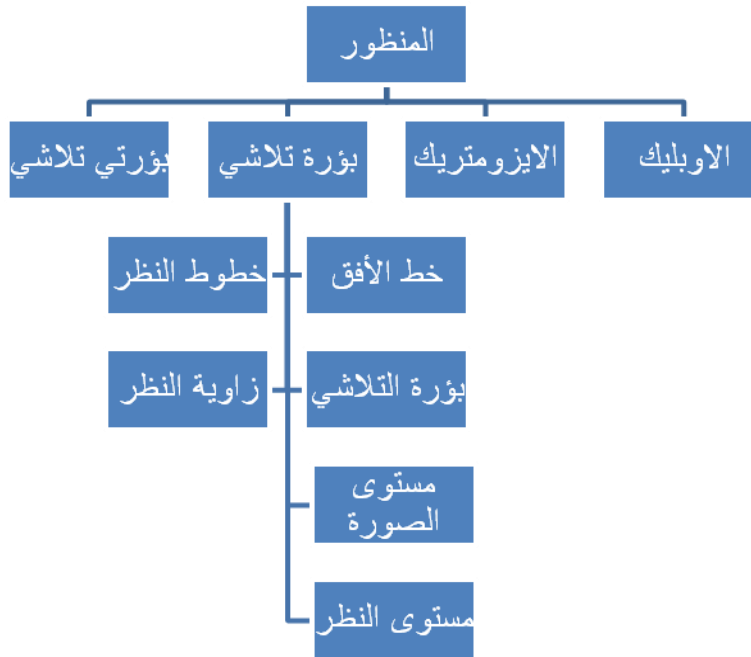 المنظور
الاوبليك
الايزومتريك
بؤرة تلاشي
بؤرتي تلاشي
خط الأفق
خطوط النظر
بؤرة التلاشي
زاوية النظر
مستوى
الصورة
مستوى النظر